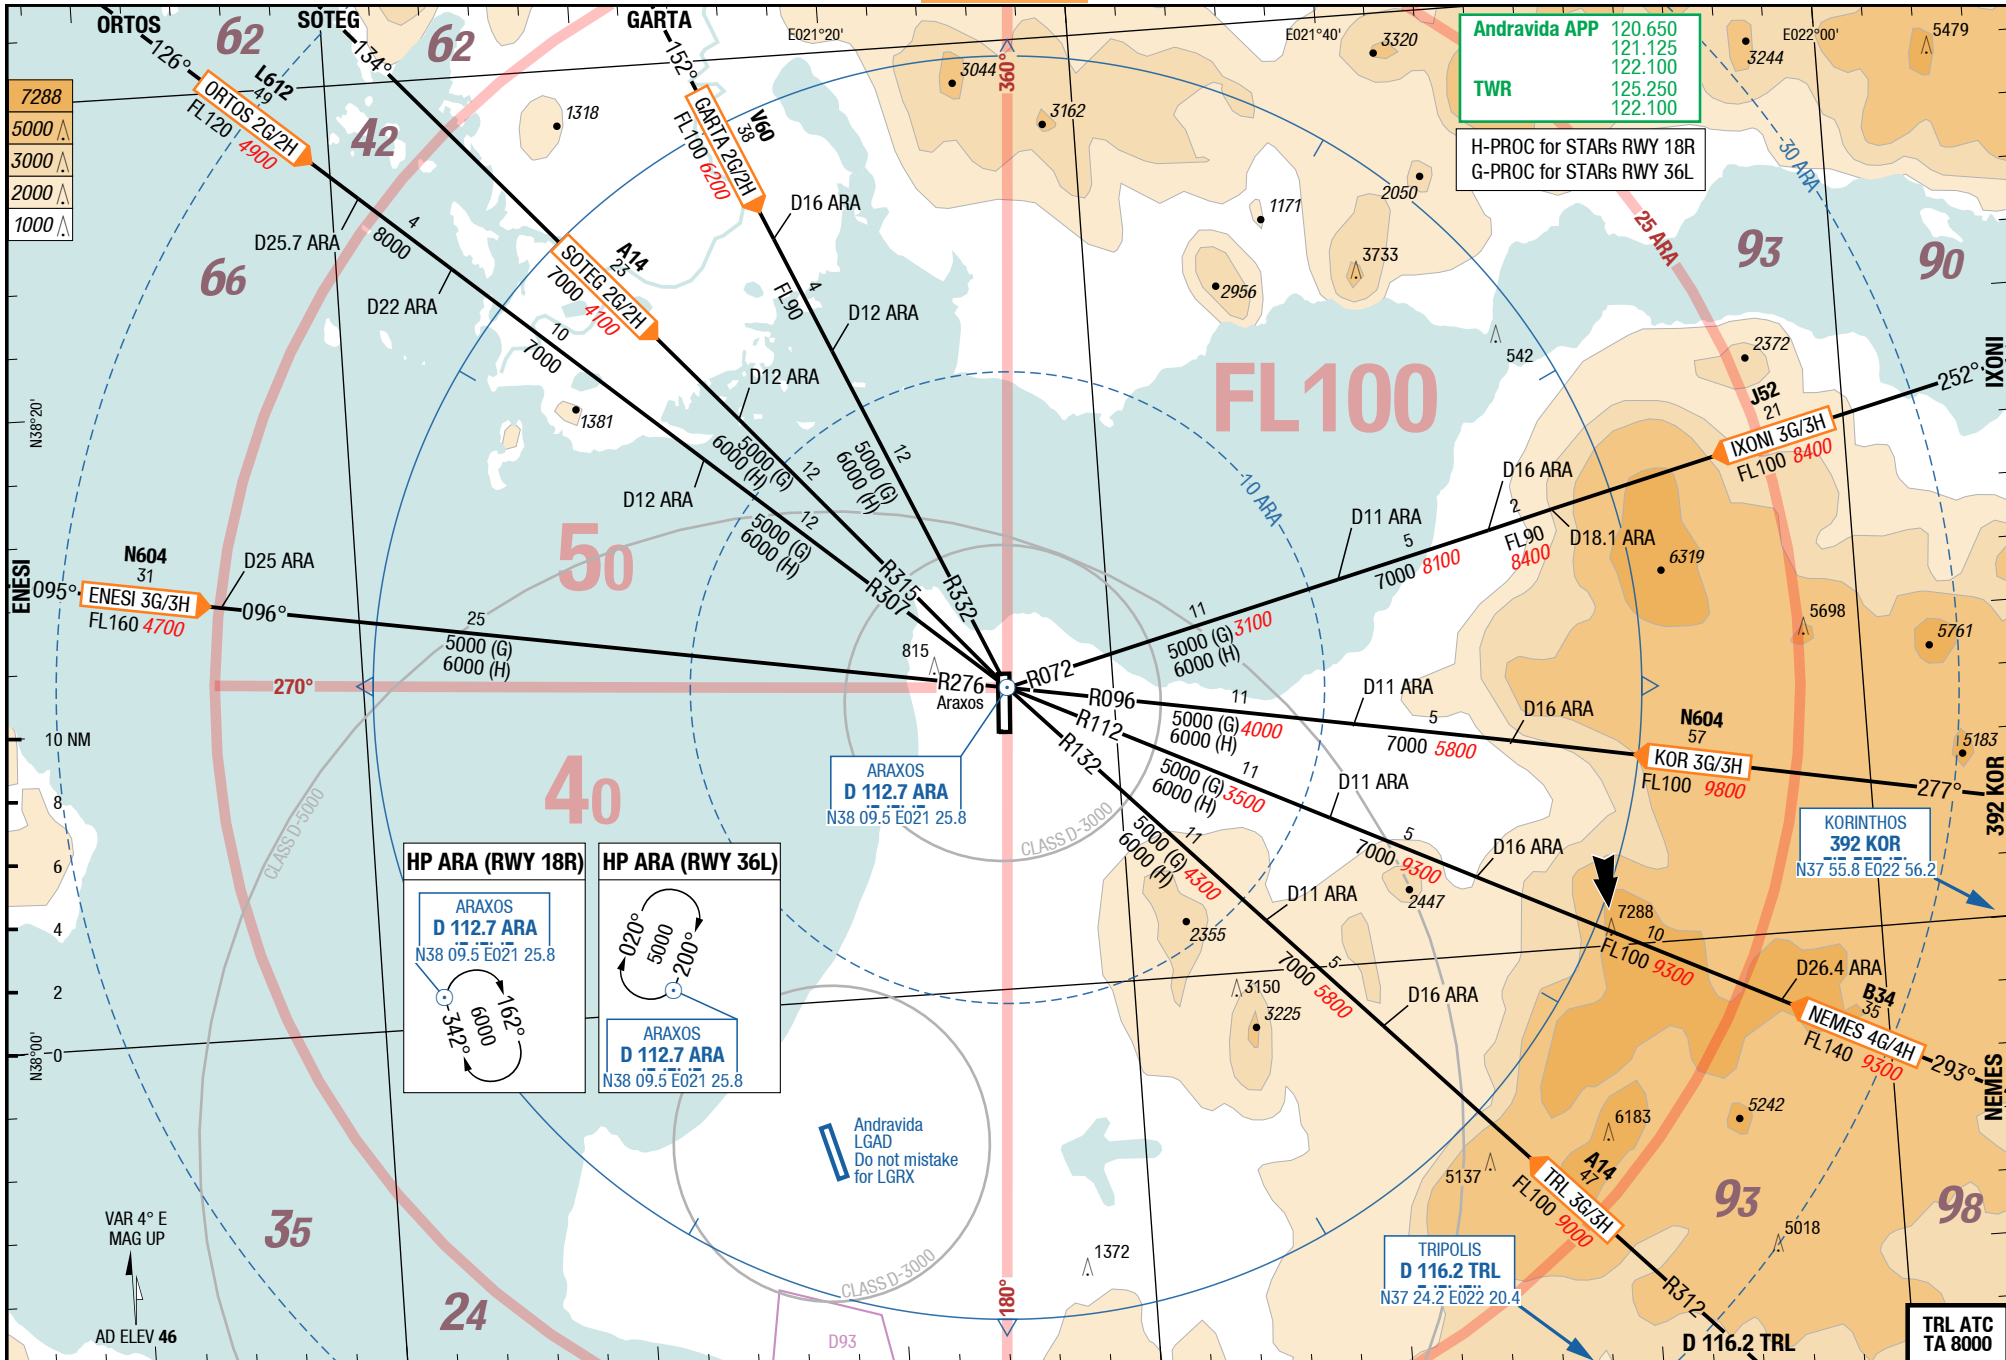 ORTOS
SOTEG
GARTA
62
62
126°
134°
152°
360°
E021°20'
E021°40'
E022°00'
Andravida APP 120.650
121.125
122.100
TWR 125.250
122.100
H-PROC for STARs RWY 18R
G-PROC for STARs RWY 36L
3320
3244
5479
3044
3162
1318
7288
5000
3000
2000
1000
L612
49
ORTOS 2G/2H
FL120 4900
42
V60
38
GARTA 2G/2H
FL100 6200
30 ARA
2050
1171
D16 ARA
D25.7 ARA
4
8000
66
A14
23
SOTEG 2G/2H
7000 4100
25 ARA
93
90
3733
2956
D22 ARA
4
FL90
D12 ARA
10
7000
542
2372
IXONI
252°
D12 ARA
FL100
J52
21
IXONI 3G/3H
FL100 8400
1381
N38°20'
12
5000 (G)
6000 (H)
12
5000 (G)
6000 (H)
D12 ARA
12
5000 (G)
6000 (H)
10 ARA
D16 ARA
D11 ARA
2
FL90
8400
D18.1 ARA
5
7000 8100
6319
50
N604
31
D25 ARA
ENESI
095°
ENESI 3G/3H
FL160 4700
096°
25
5000 (G)
6000 (H)
R315
R307
R332
11
5000 (G) 3100
6000 (H)
5698
5761
815
270°
R276
Araxos
R072
R096
R112
R132
11
5000 (G) 4000
6000 (H)
D11 ARA
5
7000 5800
D16 ARA
N604
57
KOR 3G/3H
FL100 9800
277°
5183
392 KOR
10 NM
8
6
4
2
0
40
ARAXOS
D 112.7 ARA
N38 09.5 E021 25.8
CLASS D-5000
CLASS D-3000
11
5000 (G) 3500
6000 (H)
D11 ARA
5
7000 9300
D16 ARA
KORINTHOS
392 KOR
N37 55.8 E022 56.2
HP ARA (RWY 18R)
ARAXOS
D 112.7 ARA
N38 09.5 E021 25.8
162°
6000
342°
HP ARA (RWY 36L)
020°
5000
200°
ARAXOS
D 112.7 ARA
N38 09.5 E021 25.8
11
5000 (G) 4300
6000 (H)
D11 ARA
2447
2355
7288
10
FL100 9300
D26.4 ARA
B34
35
NEMES 4G/4H
FL140 9300
293°
NEMES
5
7000 5800
D16 ARA
3150
3225
N38°00'
5242
6183
5137
Andravida
LGAD
Do not mistake
for LGRX
A14
47
TRL 3G/3H
FL100 9000
93
98
5018
VAR 4° E
MAG UP
AD ELEV 46
35
24
CLASS D-3000
D93
1372
180°
TRIPOLIS
D 116.2 TRL
N37 24.2 E022 20.4
R312
D 116.2 TRL
TRL ATC
TA 8000